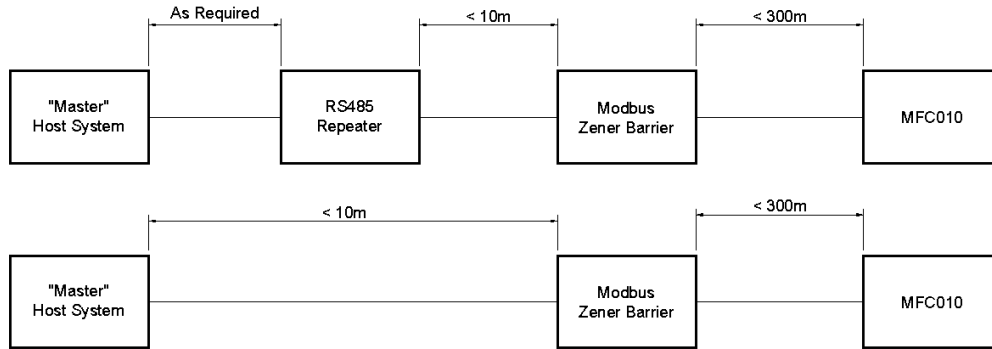 As Required
< 10m
< 300m
"Master"
Host System
RS485
Repeater
Modbus
Zener Barrier
MFC010
< 10m
< 300m
"Master"
Host System
Modbus
Zener Barrier
MFC010